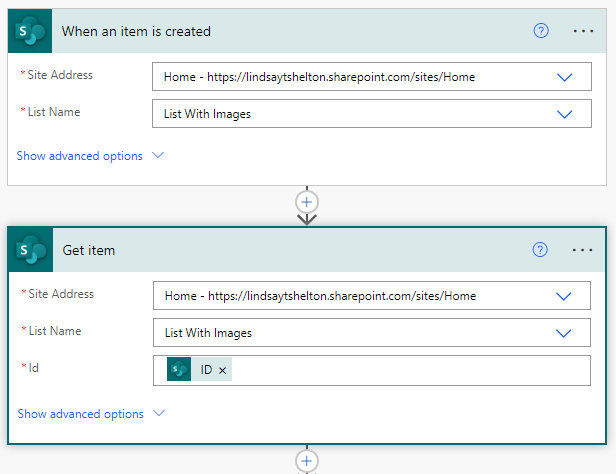 When an item is created
* Site Address
Home - https://lindsaytshelton.sharepoint.com/sites/Home
* List Name
List With Images
Show advanced options
Get item
* Site Address
Home - https://lindsaytshelton.sharepoint.com/sites/Home
* List Name
List With Images
* Id
ID ×
Show advanced options